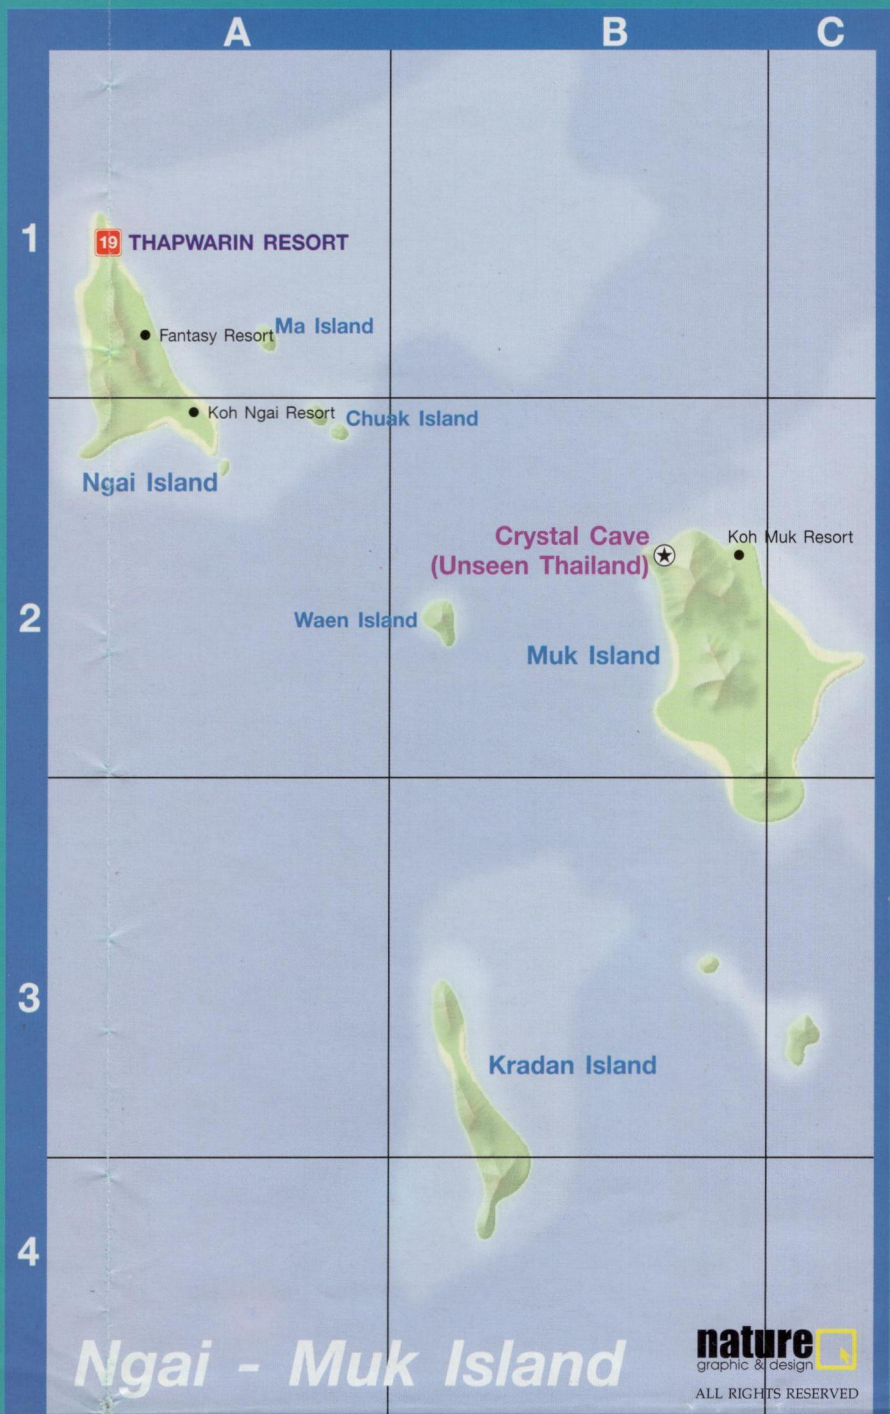 A B C
1
19 THAPWARIN RESORT
Ma Island
Fantasy Resort
Koh Ngai Resort
Chuak Island
Ngai Island
Crystal Cave
(Unseen Thailand)
Koh Muk Resort
2
Waen Island
Muk Island
3
Kradan Island
4
Ngai - Muk Island
nature
graphic & design
ALL RIGHTS RESERVED